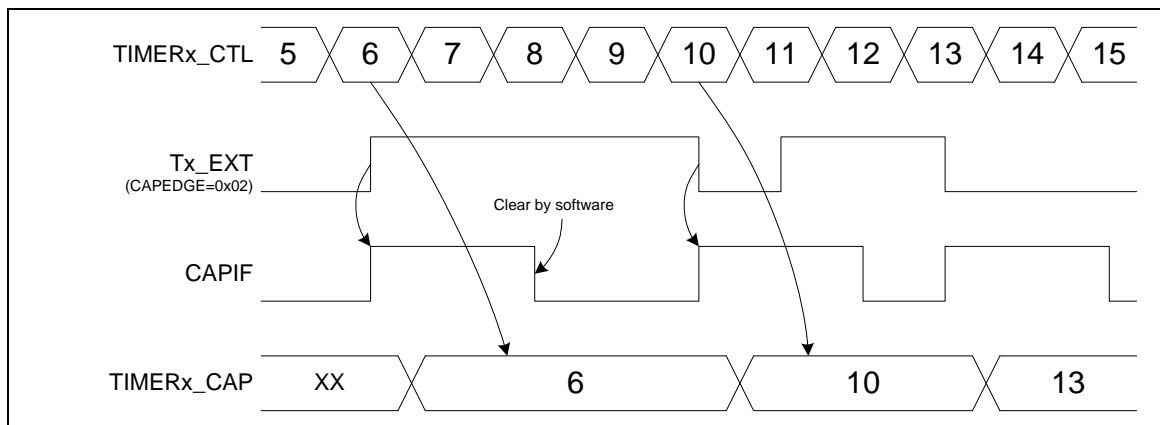 TIMERx_CTL 5 6 7 8 9 10 11 12 13 14 15
Tx_EXT
(CAPEDGE=0x02)
Clear by software
CAPIF
TIMERx_CAP XX 6 10 13